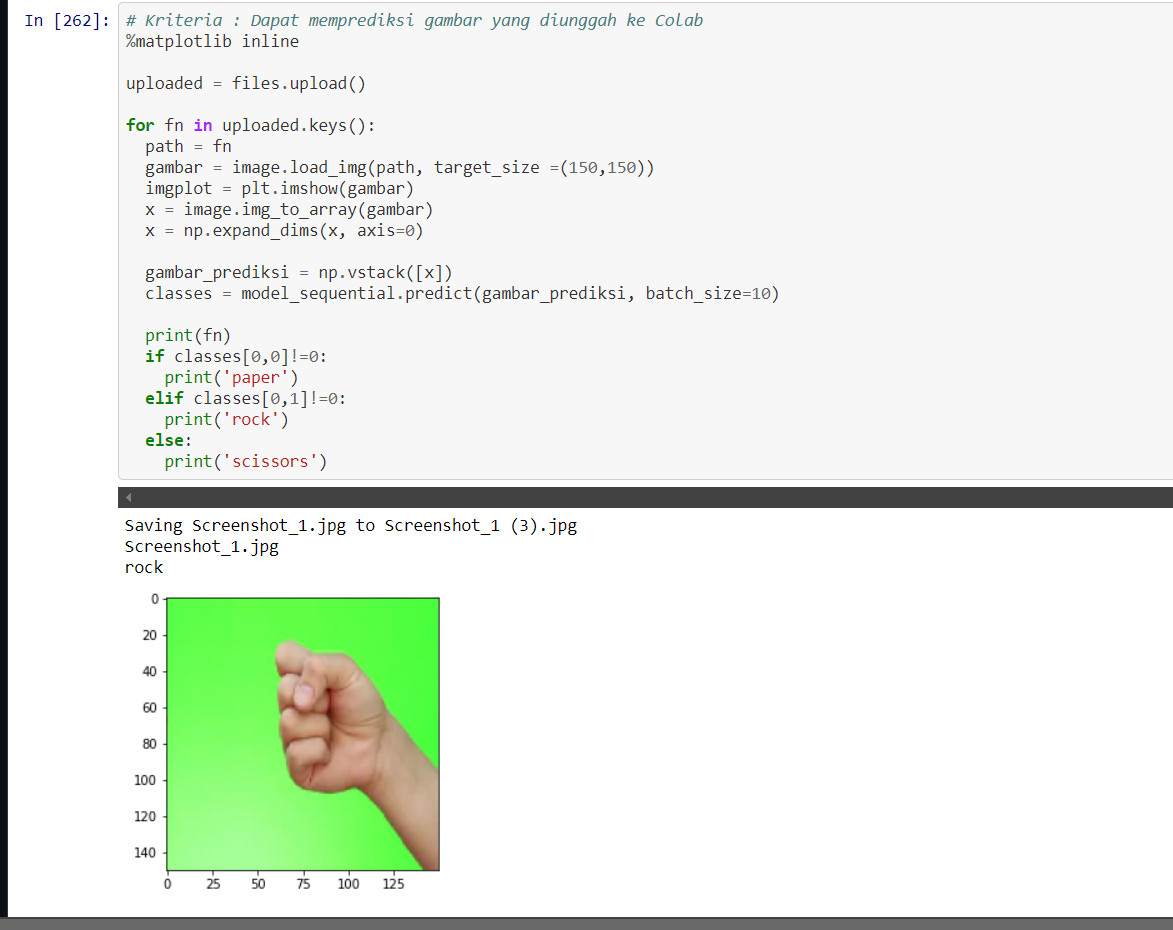 In [262]:
# Kriteria : Dapat memprediksi gambar yang diunggah ke Colab
%matplotlib inline

uploaded = files.upload()

for fn in uploaded.keys():
  path = fn
  gambar = image.load_img(path, target_size =(150,150))
  imgplot = plt.imshow(gambar)
  x = image.img_to_array(gambar)
  x = np.expand_dims(x, axis=0)

  gambar_prediksi = np.vstack([x])
  classes = model_sequential.predict(gambar_prediksi, batch_size=10)

  print(fn)
  if classes[0,0]!=0:
    print('paper')
  elif classes[0,1]!=0:
    print('rock')
  else:
    print('scissors')
Saving Screenshot_1.jpg to Screenshot_1 (3).jpg
Screenshot_1.jpg
rock
0
20
40
60
80
100
120
140
0 25 50 75 100 125